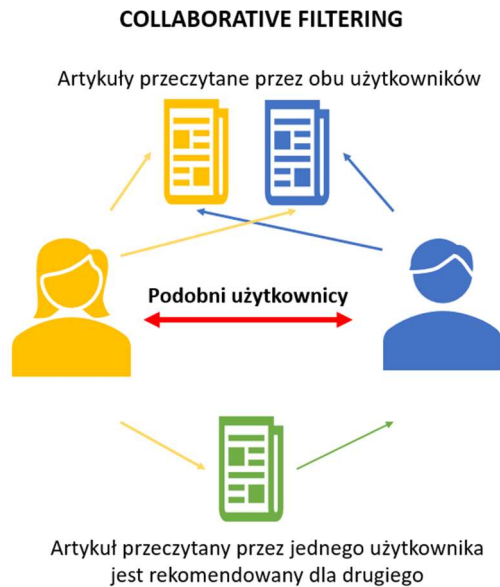 COLLABORATIVE FILTERING
Artykuły przeczytane przez obu użytkowników
Podobni użytkownicy
Artykuł przeczytany przez jednego użytkownika
jest rekomendowany dla drugiego